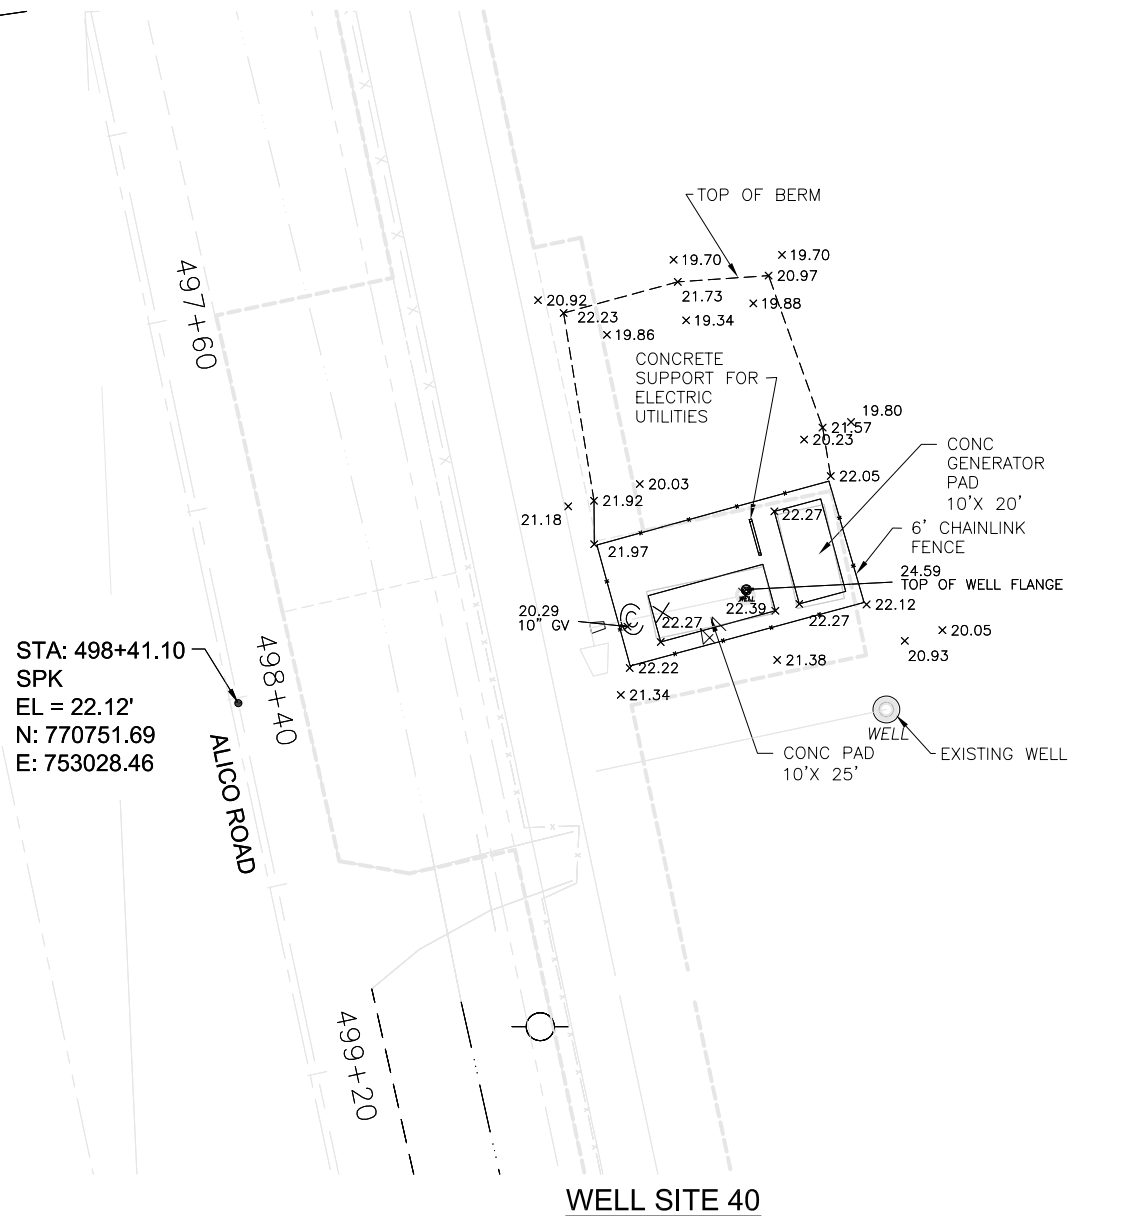 TOP OF BERM
19.70
19.70
20.97
21.73
20.92
22.23
19.88
19.34
19.86
497+60
CONCRETE
SUPPORT FOR
ELECTRIC
UTILITIES
19.80
21.57
20.23
CONC
GENERATOR
PAD
10'X 20'
22.05
20.03
21.92
21.18
22.27
6' CHAINLINK
FENCE
21.97
24.59
TOP OF WELL FLANGE
WELL
20.29
10" GV
22.27
22.39
22.27
22.12
20.05
20.93
21.38
22.22
21.34
STA: 498+41.10
SPK
EL = 22.12'
N: 770751.69
E: 753028.46
498+40
ALICO ROAD
WELL
EXISTING WELL
CONC PAD
10'X 25'
499+20
WELL SITE 40